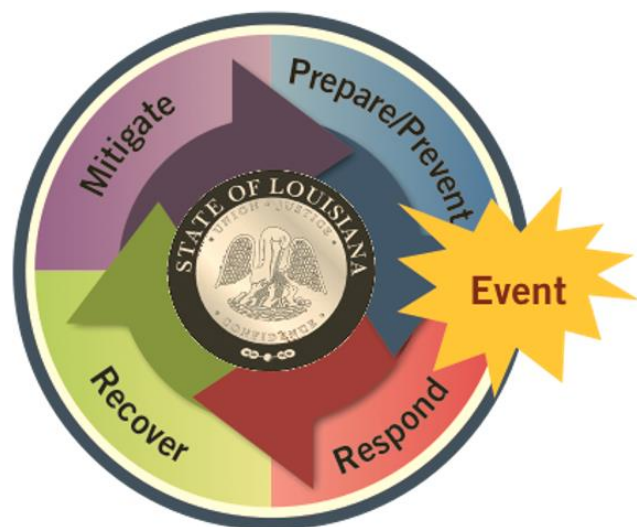 Mitigate
Prepare/Prevent
Event
Respond
Recover
STATE OF LOUISIANA
UNION · JUSTICE
CONFIDENCE